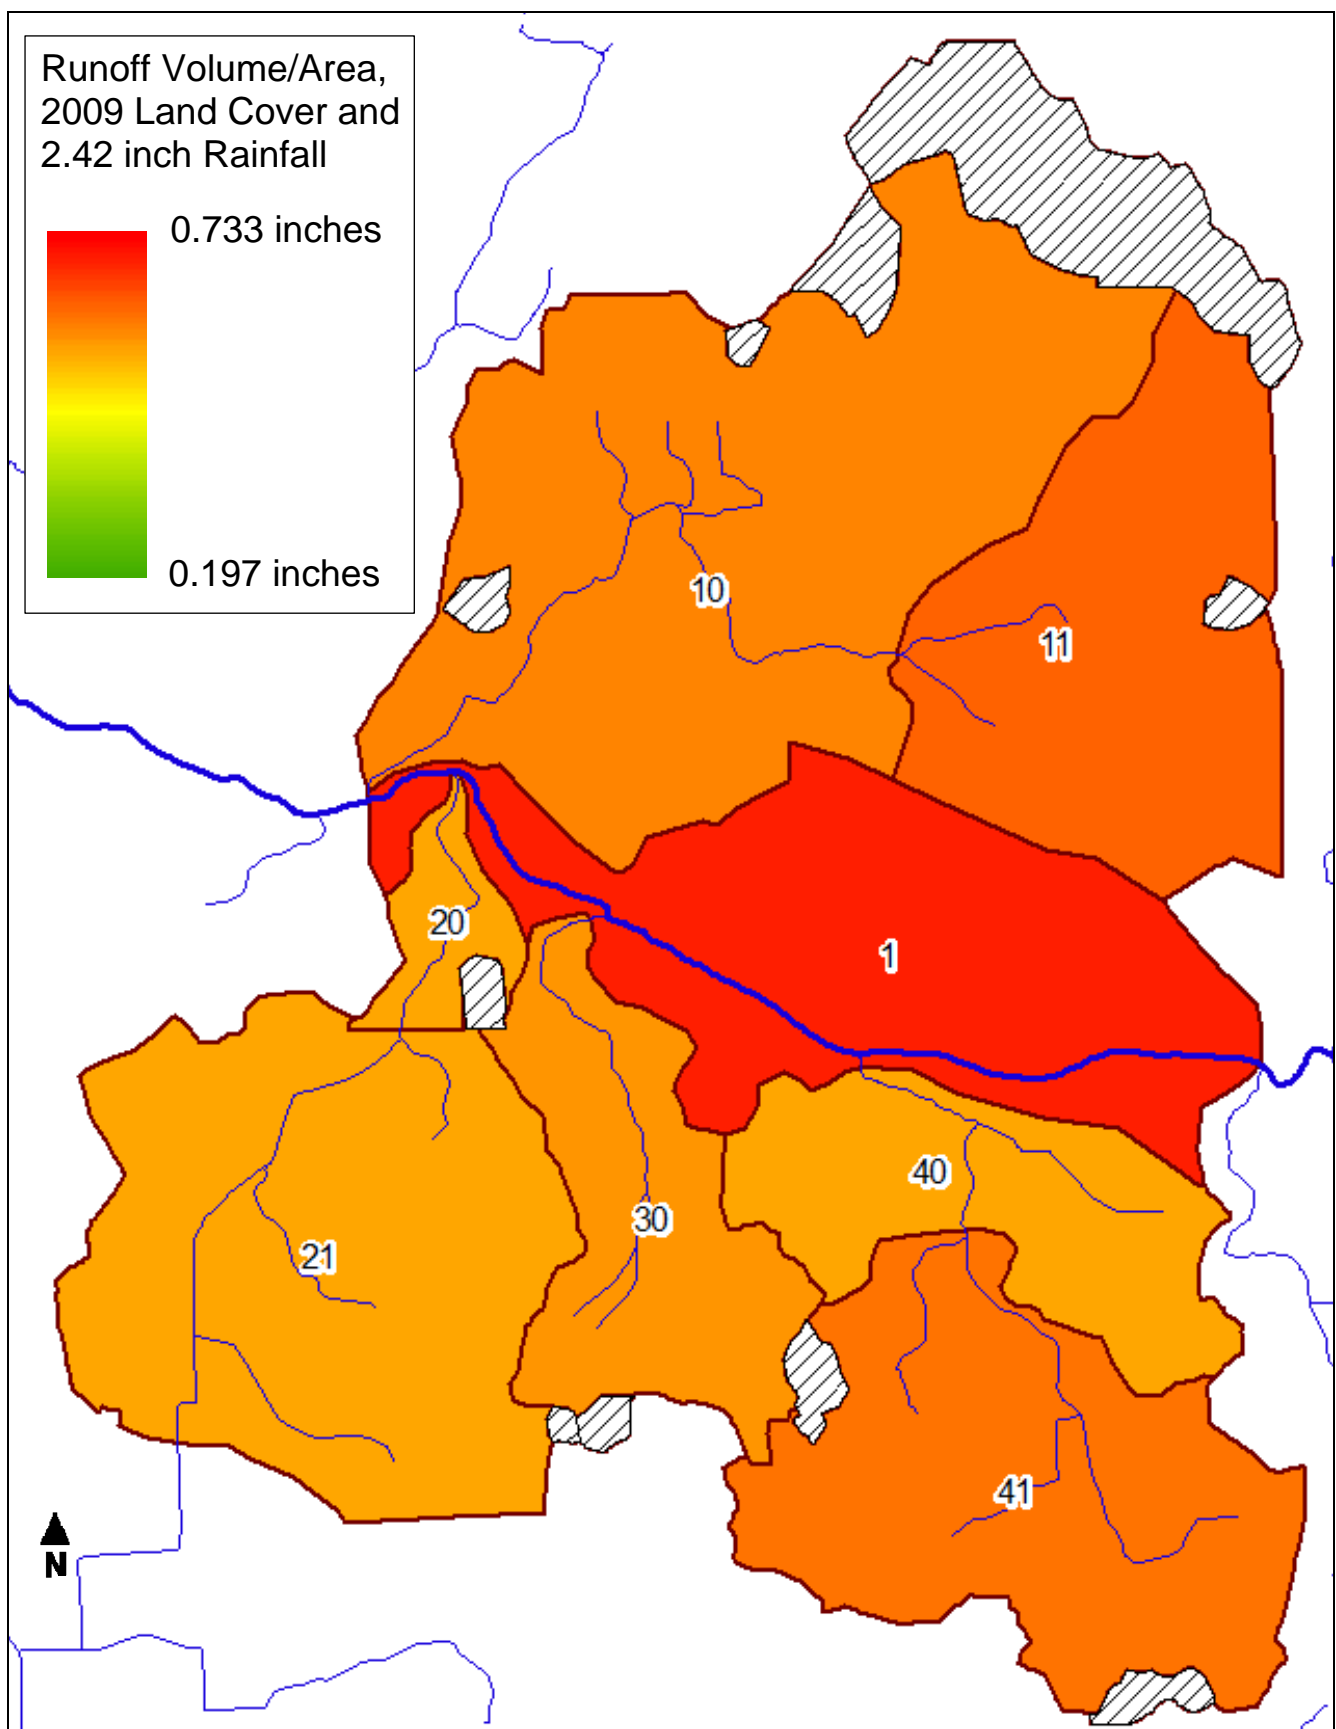 Runoff Volume/Area,
2009 Land Cover and
2.42 inch Rainfall
0.733 inches
0.197 inches
10
11
20
1
40
30
21
41
N